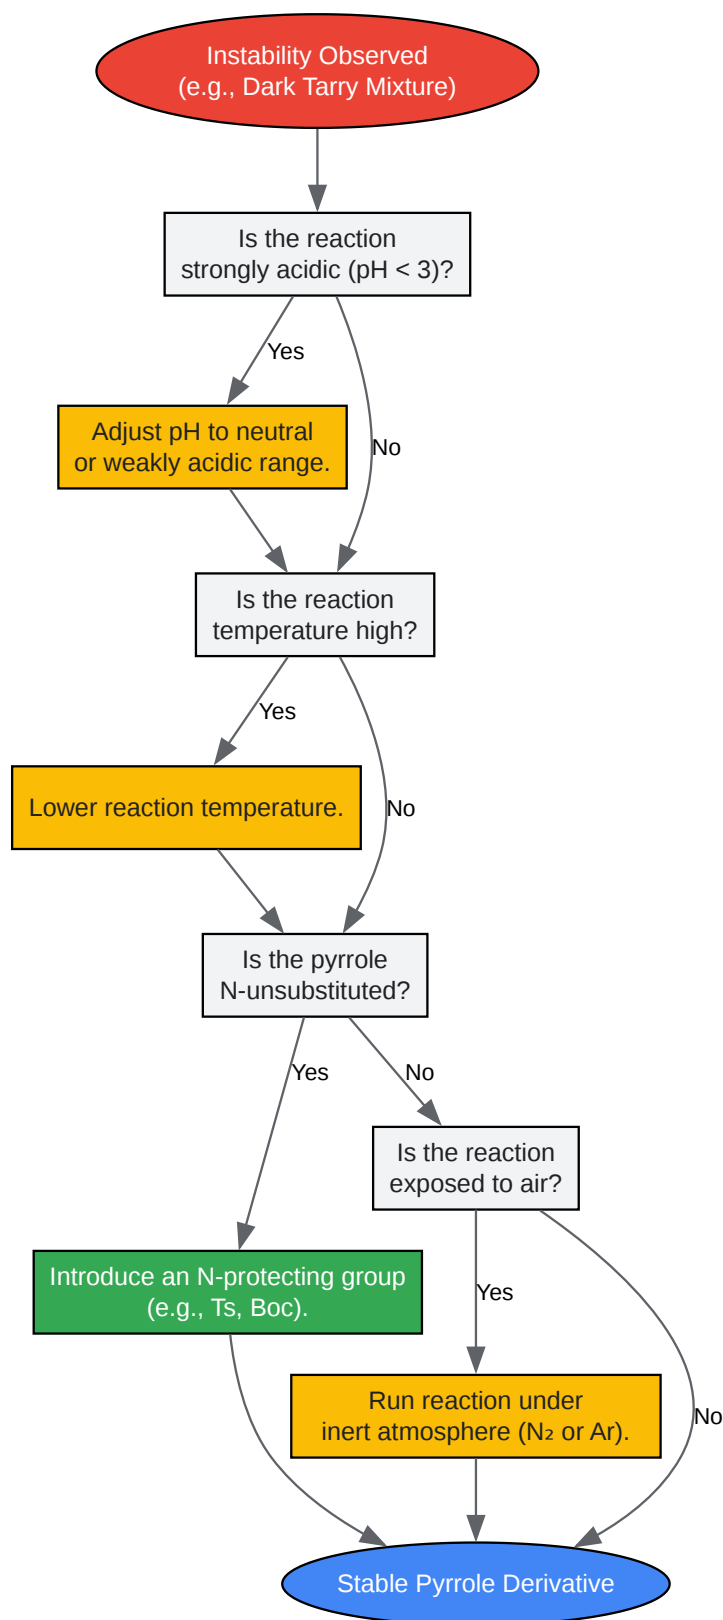 Instability Observed
(e.g., Dark Tarry Mixture)
Is the reaction
strongly acidic (pH < 3)?
Yes
No
Adjust pH to neutral
or weakly acidic range.
Is the reaction
temperature high?
Yes
No
Lower reaction temperature.
Is the pyrrole
N-unsubstituted?
Yes
No
Is the reaction
exposed to air?
Introduce an N-protecting group
(e.g., Ts, Boc).
Yes
No
Run reaction under
inert atmosphere (N₂ or Ar).
Stable Pyrrole Derivative